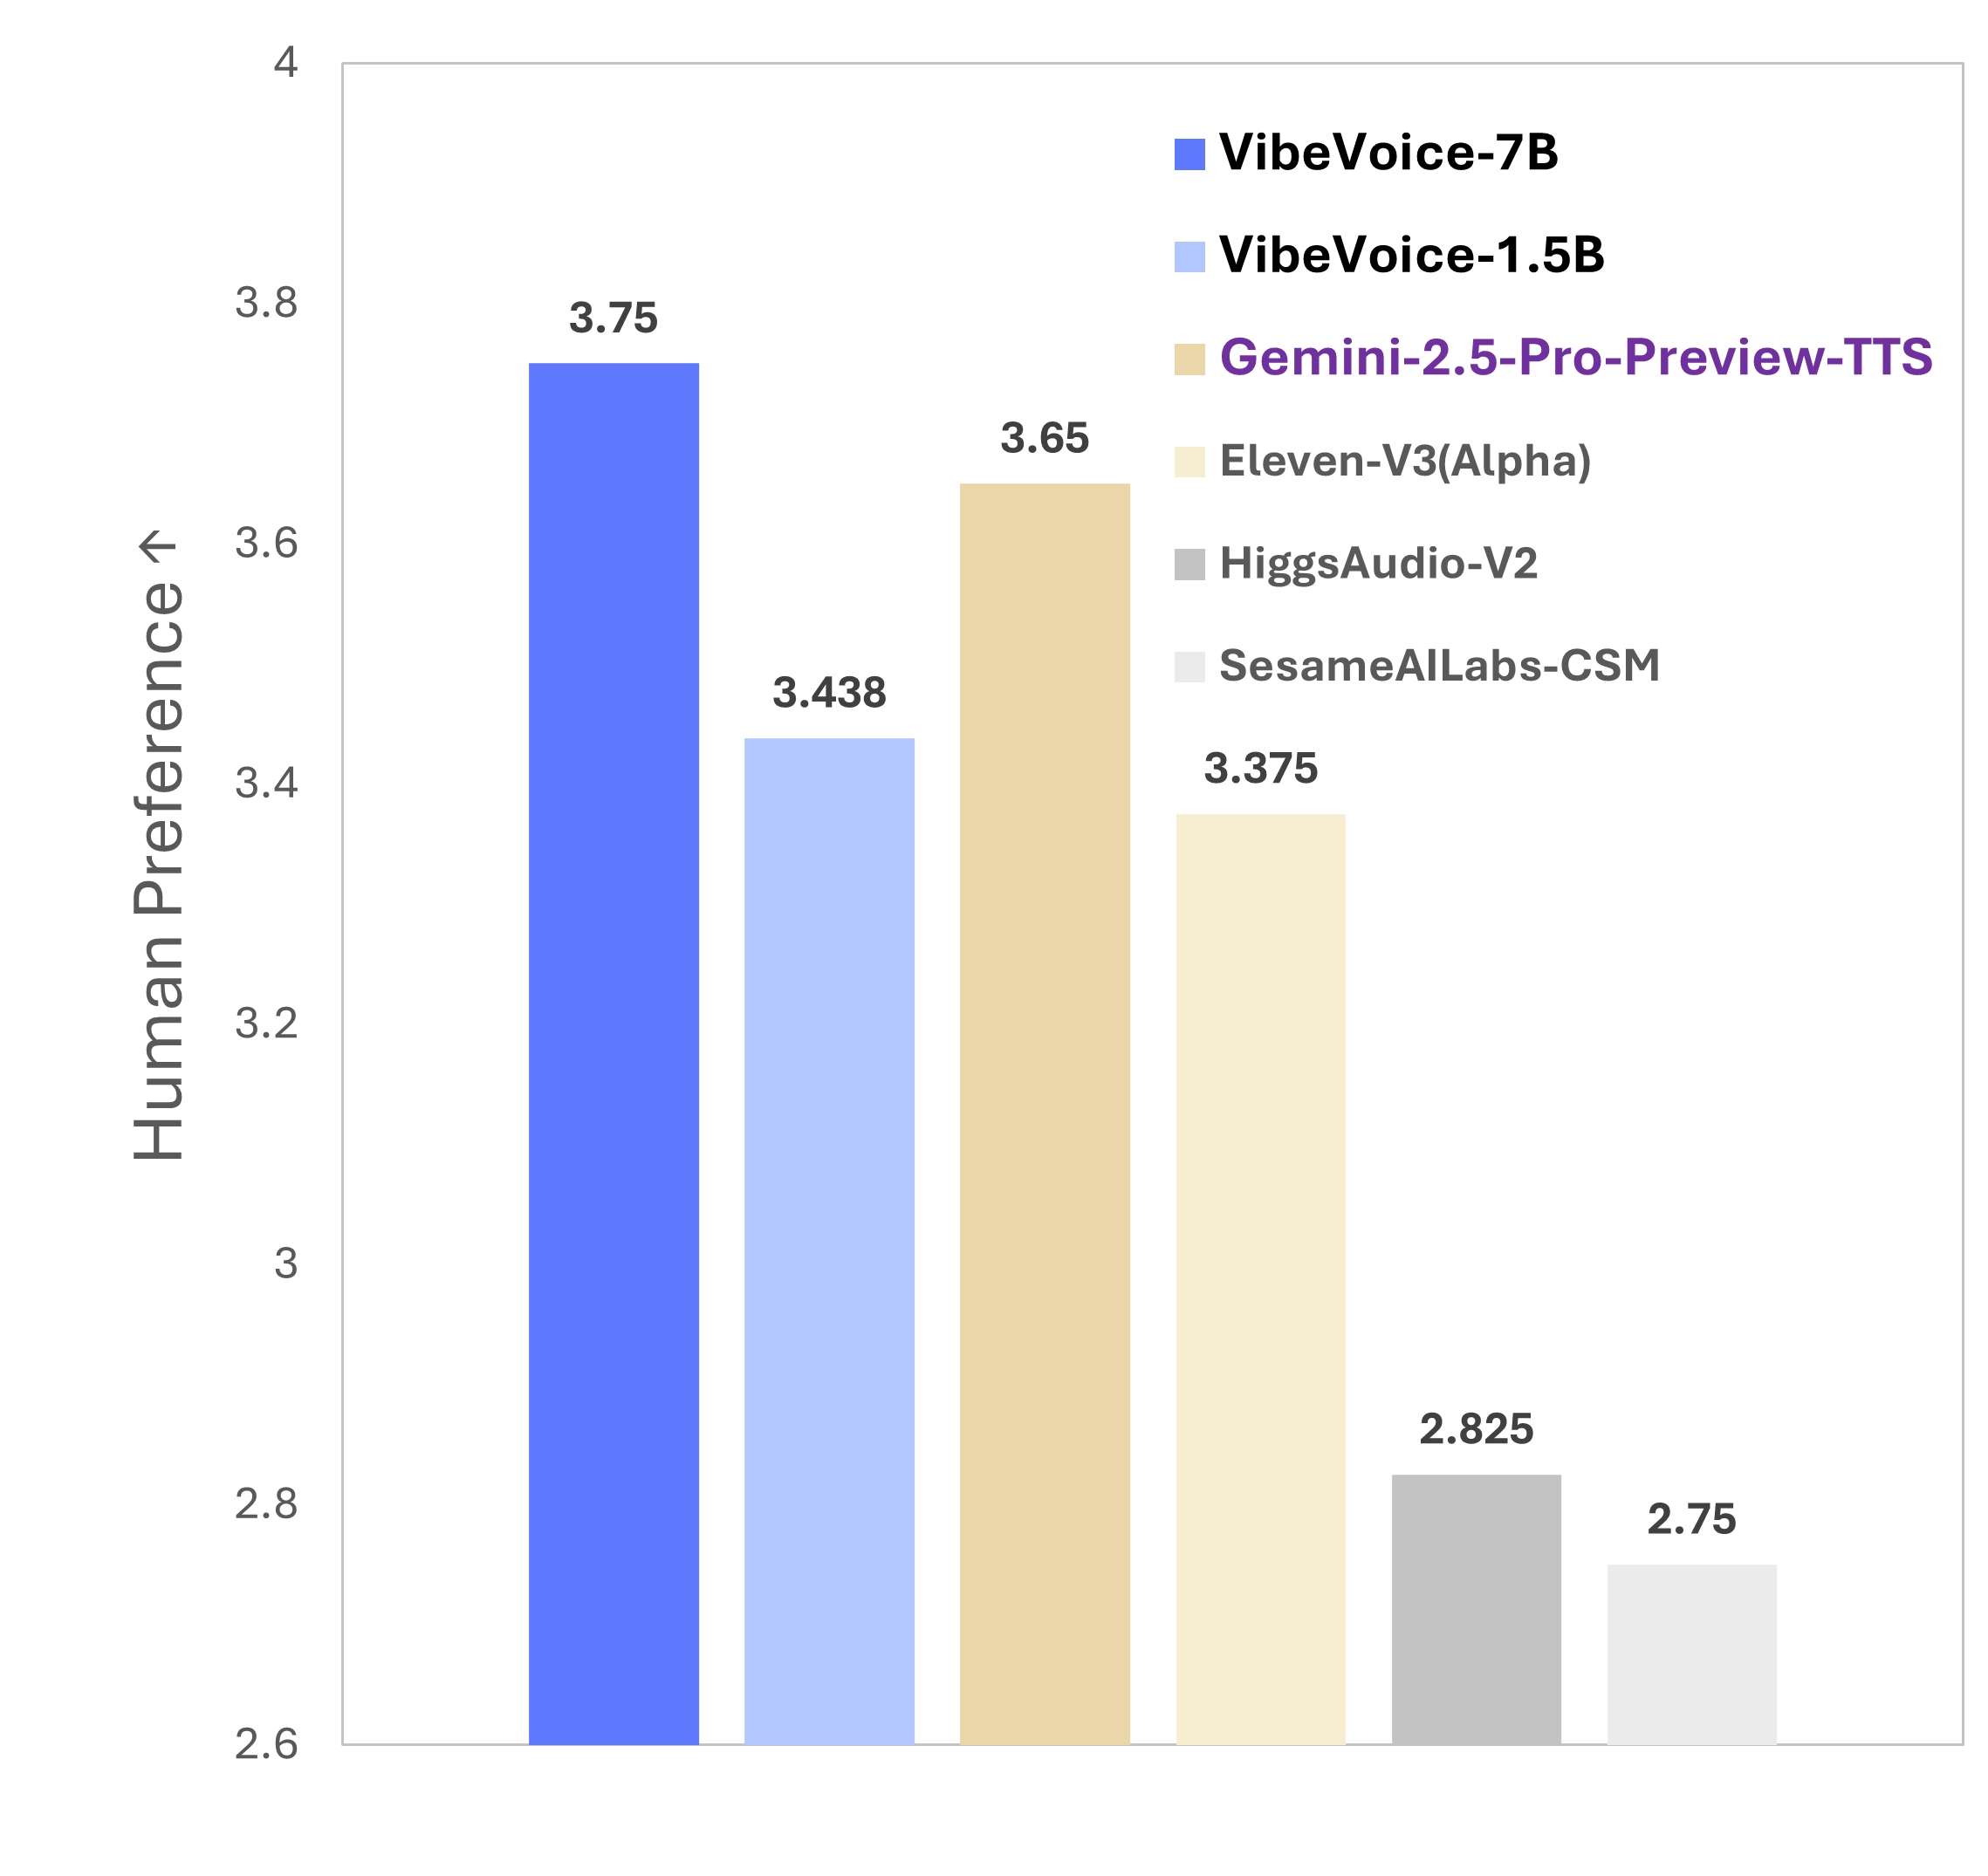 Human Preference ↑
4
3.8
3.6
3.4
3.2
3
2.8
2.6
3.75
3.438
3.65
3.375
2.825
2.75
VibeVoice-7B
VibeVoice-1.5B
Gemini-2.5-Pro-Preview-TTS
Eleven-V3(Alpha)
HiggsAudio-V2
SesameAILabs-CSM